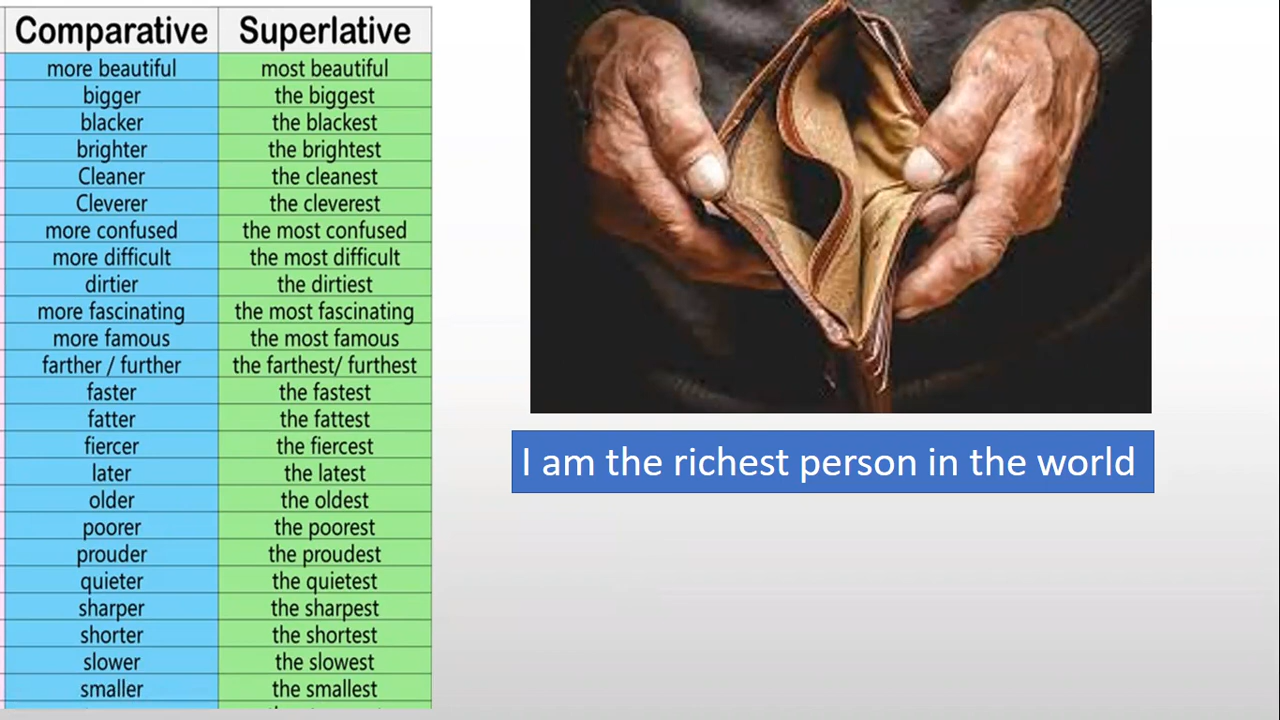 Comparative Superlative
more beautiful most beautiful
bigger the biggest
blacker the blackest
brighter the brightest
Cleaner the cleanest
Cleverer the cleverest
more confused the most confused
more difficult the most difficult
dirtier the dirtiest
more fascinating the most fascinating
more famous the most famous
farther / further the farthest/ furthest
faster the fastest
fatter the fattest
fiercer the fiercest
later the latest
older the oldest
poorer the poorest
prouder the proudest
quieter the quietest
sharper the sharpest
shorter the shortest
slower the slowest
smaller the smallest
I am the richest person in the world